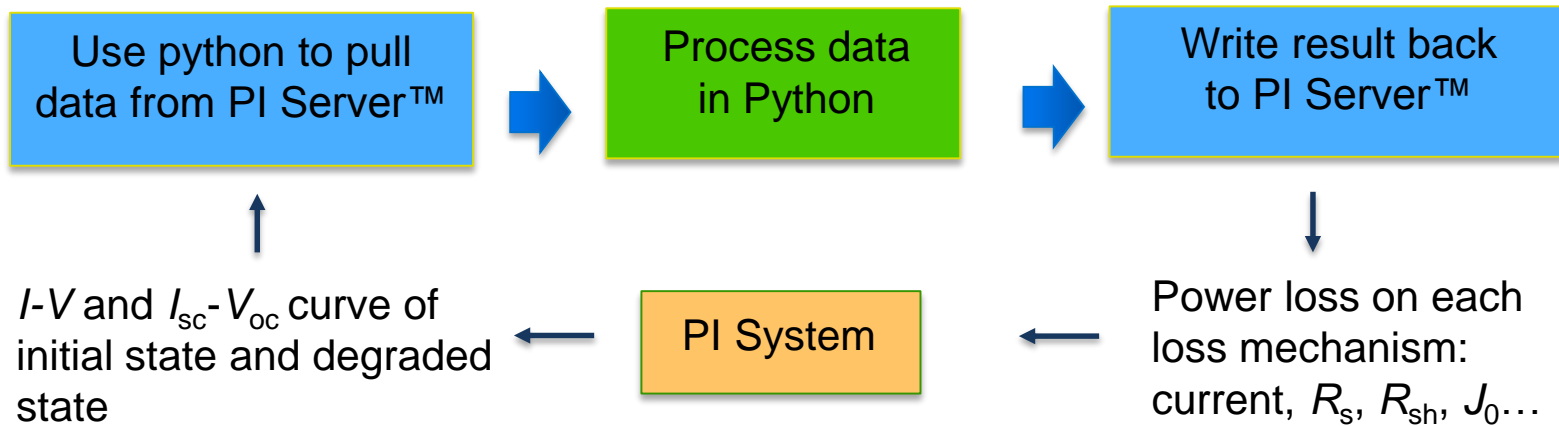 Use python to pull
data from PI Server™
Process data
in Python
Write result back
to PI Server™
I-V and Isc-Voc curve of
initial state and degraded
state
PI System
Power loss on each
loss mechanism:
current, Rs, Rsh, J0…